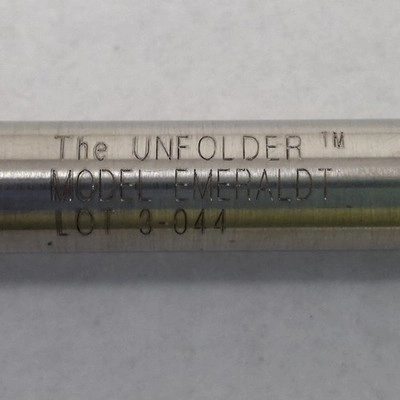 The UNFOLDER ™
MODEL EMERALDT
LOT 3-044